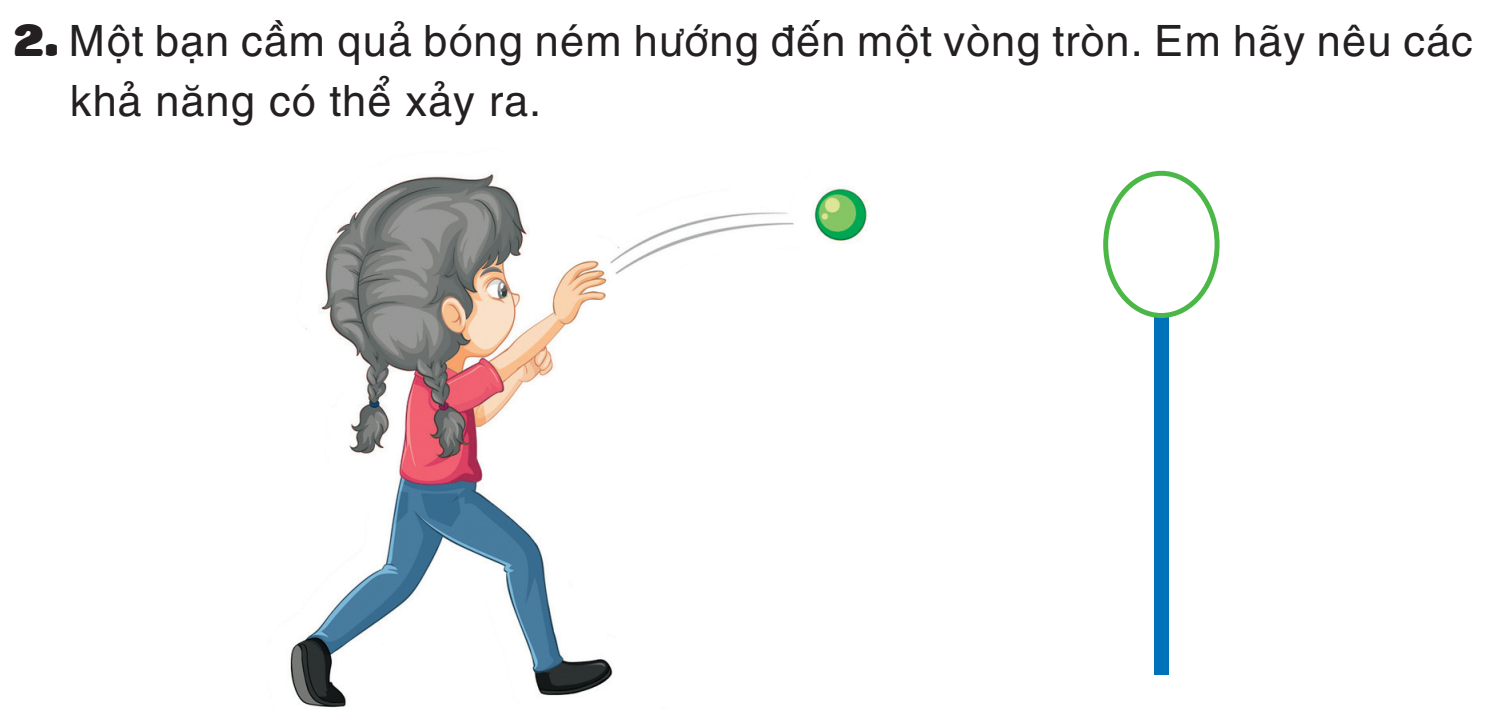 2. Một bạn cầm quả bóng ném hướng đến một vòng tròn. Em hãy nêu các
khả năng có thể xảy ra.